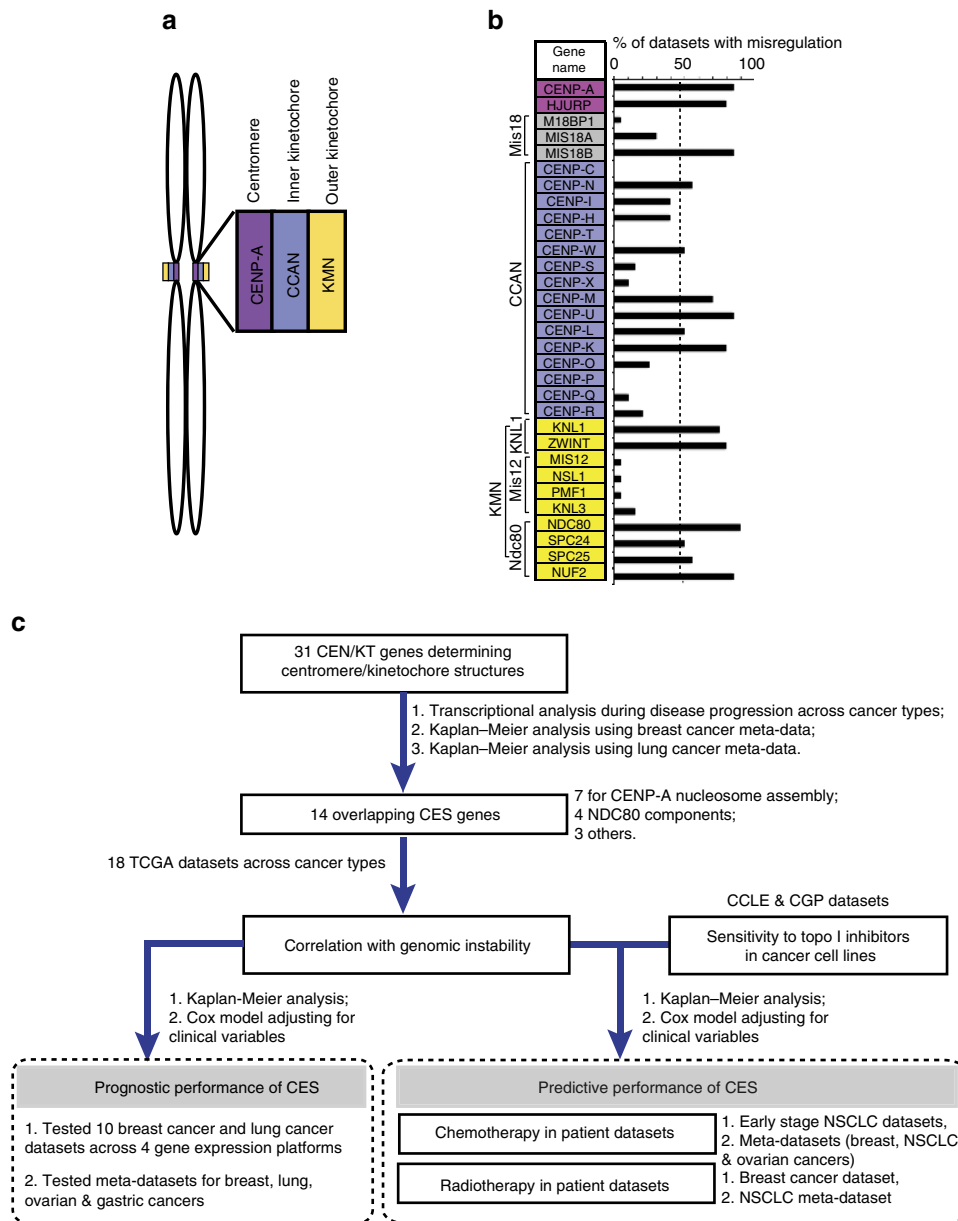 a
Centromere
Inner kinetochore
Outer kinetochore
CENP-A
CCAN
KMN
b
% of datasets with misregulation
Gene
name
0
50
100
CENP-A
HJURP
M18BP1
MIS18A
MIS18B
CENP-C
CENP-N
CENP-I
CENP-H
CENP-T
CENP-W
CENP-S
CENP-X
CENP-M
CENP-U
CENP-L
CENP-K
CENP-O
CENP-P
CENP-Q
CENP-R
KNL1
ZWINT
MIS12
NSL1
PMF1
KNL3
NDC80
SPC24
SPC25
NUF2
Mis18
CCAN
KMN
KNL1
Mis12
Ndc80
c
31 CEN/KT genes determining
centromere/kinetochore structures
1. Transcriptional analysis during disease progression across cancer types;
2. Kaplan–Meier analysis using breast cancer meta-data;
3. Kaplan–Meier analysis using lung cancer meta-data.
14 overlapping CES genes
7 for CENP-A nucleosome assembly;
4 NDC80 components;
3 others.
18 TCGA datasets across cancer types
Correlation with genomic instability
CCLE & CGP datasets
Sensitivity to topo I inhibitors
in cancer cell lines
1. Kaplan-Meier analysis;
2. Cox model adjusting for
clinical variables
1. Kaplan–Meier analysis;
2. Cox model adjusting for
clinical variables
Prognostic performance of CES
1. Tested 10 breast cancer and lung cancer
datasets across 4 gene expression platforms
2. Tested meta-datasets for breast, lung,
ovarian & gastric cancers
Predictive performance of CES
Chemotherapy in patient datasets
1. Early stage NSCLC datasets,
2. Meta-datasets (breast, NSCLC
& ovarian cancers)
Radiotherapy in patient datasets
1. Breast cancer dataset,
2. NSCLC meta-dataset